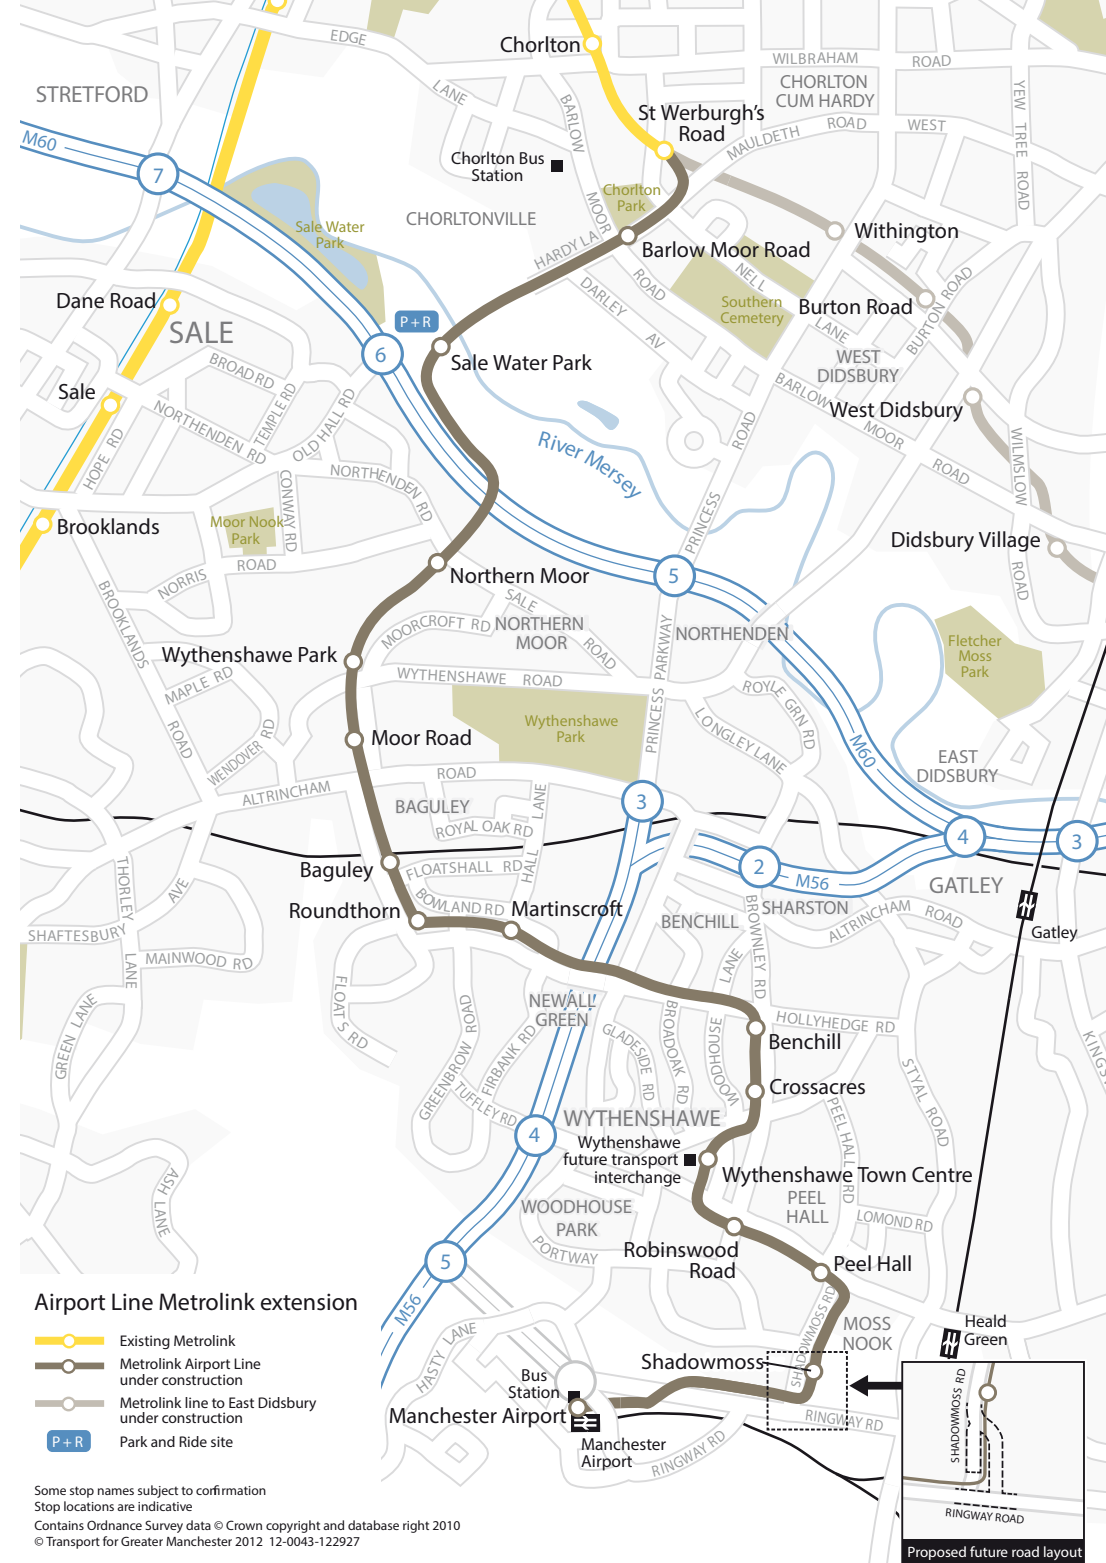 EDGE
LANE
Chorlton
WILBRAHAM
ROAD
STRETFORD
CHORLTON
CUM HARDY
YEW TREE ROAD
M60
BARLOW
MOOR
ROAD
St Werburgh's
Road
MAULDETH
ROAD
WEST
7
Chorlton Bus
Station
Chorlton
Park
CHORLTONVILLE
Sale Water
Park
HARDY LA
Barlow Moor Road
Withington
NELL
LANE
DARLEY
AV
Southern
Cemetery
Burton Road
BURTON ROAD
Dane Road
SALE
P + R
6
Sale Water Park
WEST
DIDSBURY
BROAD RD
TEMPLE RD
OLD HALL RD
Sale
NORTHENDEN RD
HOPE RD
BARLOW
MOOR
ROAD
West Didsbury
ROAD
PRINCESS
WILMSLOW
ROAD
River Mersey
NORTHENDEN RD
CONWAY RD
Brooklands
Moor Nook
Park
NORRIS
ROAD
Didsbury Village
5
Northern Moor
BROOKLANDS
ROAD
SALE
ROAD
MOORCROFT RD
NORTHERN
MOOR
NORTHENDEN
Fletcher
Moss
Park
Wythenshawe Park
MAPLE RD
WYTHENSHAWE ROAD
PRINCESS PARKWAY
ROYLE GRN RD
LONGLEY LANE
Wythenshawe
Park
Moor Road
WENDOVER RD
M60
EAST
DIDSBURY
ALTRINCHAM
ROAD
BAGULEY
HALL LANE
3
ROYAL OAK RD
4
3
Baguley
FLOATSHALL RD
2
M56
GATLEY
THORLEY
LANE
AVE
BOWLAND RD
Roundthorn
Martinscroft
BENCHILL
BROWNLEY RD
SHARSTON
ALTRINCHAM
ROAD
Gatley
SHAFTESBURY
MAINWOOD RD
LANE
FLOATS RD
GREEN LANE
NEWALL
GREEN
GREENBROW ROAD
FIRBANK RD
GLADESIDE RD
BROADOAK RD
WOODHOUSE
HOLLYHEDGE RD
Benchill
KINGS
TUFFLEY RD
Crossacres
STYAL ROAD
PEEL HALL RD
WYTHENSHAWE
4
Wythenshawe
future transport
interchange
Wythenshawe Town Centre
ASH LANE
WOODHOUSE
PARK
PEEL
HALL
LOMOND RD
PORTWAY
Robinswood
Road
Peel Hall
5
SHADOWMOSS RD
MOSS
NOOK
Heald
Green
M56
HASTY LANE
Shadowmoss
Bus
Station
Manchester Airport
Manchester
Airport
RINGWAY RD
RINGWAY RD
SHADOWMOSS RD
RINGWAY ROAD
Proposed future road layout
Airport Line Metrolink extension
Existing Metrolink
Metrolink Airport Line
under construction
Metrolink line to East Didsbury
under construction
P + R
Park and Ride site
Some stop names subject to confirmation
Stop locations are indicative
Contains Ordnance Survey data © Crown copyright and database right 2010
© Transport for Greater Manchester 2012 12-0043-122927